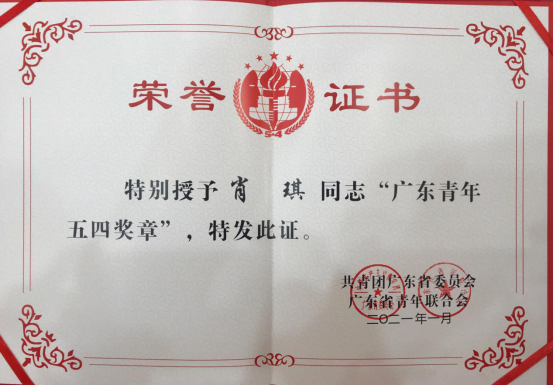 荣誉证书
5·4
特别授予肖 琪同志“广东青年
五四奖章”，特发此证。
共青团广东省委员会
广东省青年联合会
二〇二一年一月